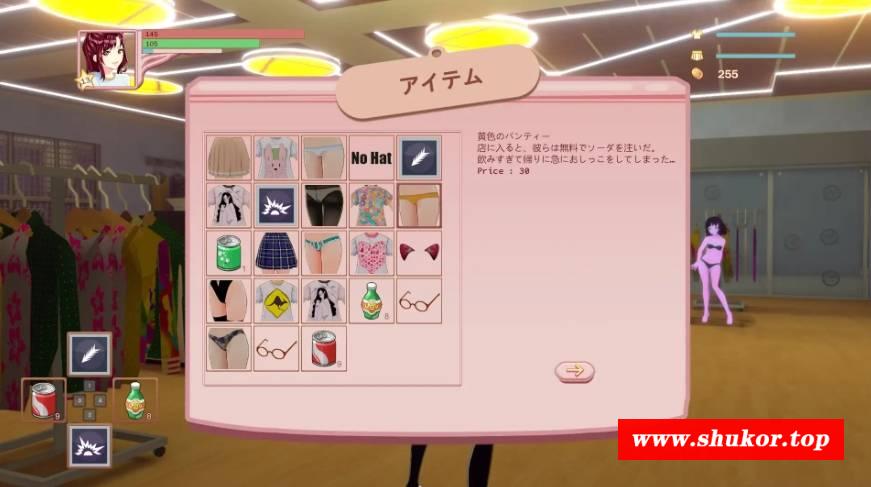 145
105
アイテム
255
No Hat
黄色のパンティー
店に入ると、彼らは無料でソーダを注いだ。
飲みすぎて帰りに急におしっこをしてしまった…
Price : 30
1
8
9
9
8
www.shukor.top